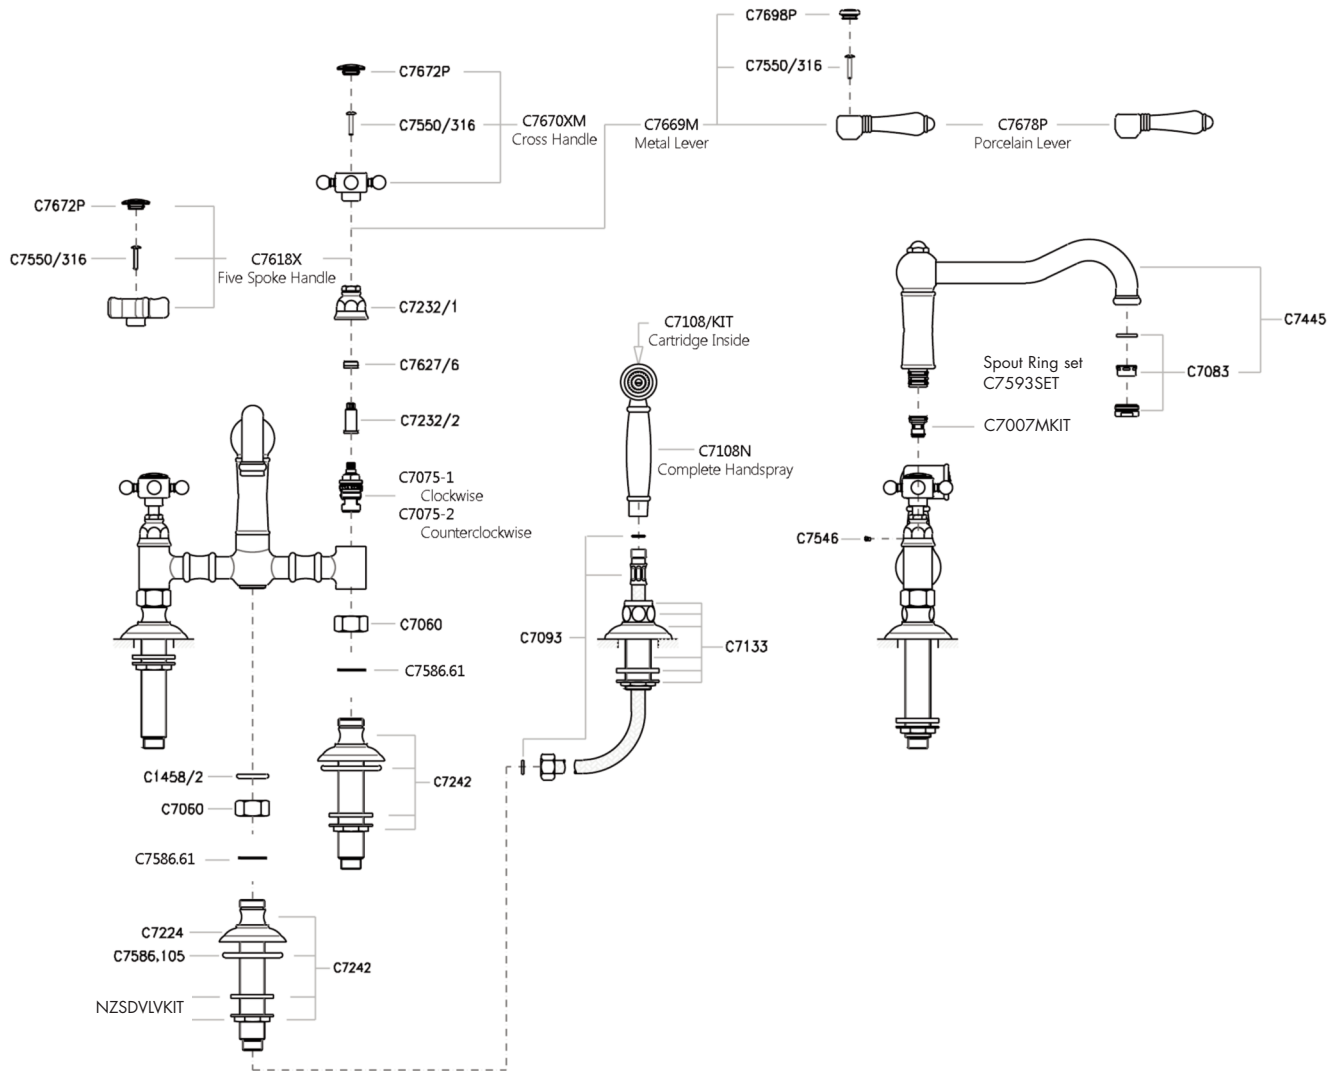 C7698P
C7672P
C7550/316
C7550/316
C7670XM
Cross Handle
C7669M
Metal Lever
C7678P
Porcelain Lever
C7672P
C7550/316
C7618X
Five Spoke Handle
C7232/1
C7108/KIT
Cartridge Inside
C7445
C7627/6
Spout Ring set
C7593SET
C7083
C7232/2
C7007MKIT
C7108N
Complete Handspray
C7075-1
Clockwise
C7075-2
Counterclockwise
C7546
C7060
C7093
C7133
C7586.61
C1458/2
C7242
C7060
C7586.61
C7224
C7586,105
C7242
NZSDVLVKIT